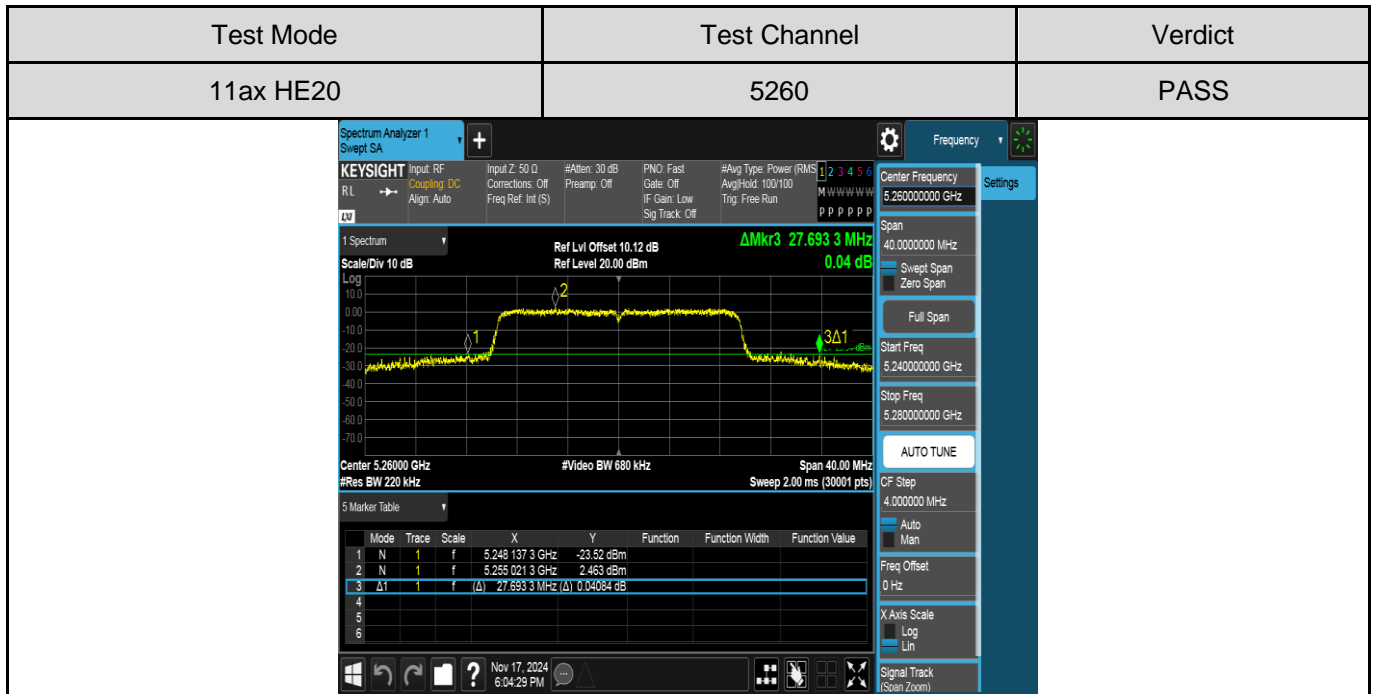 Test Mode Test Channel Verdict
11ax HE20 5260 PASS
Spectrum Analyzer 1
Swept SA
+
Frequency
KEYSIGHT Input: RF Input Z: 50 Ω #Atten: 30 dB PNO: Fast #Avg Type: Power (RMS 1 2 3 4 5 6
RL Coupling: DC Corrections: Off Preamp: Off Gate: Off Avg|Hold: 100/100 M W W W W W
Align: Auto Freq Ref: Int (S) IF Gain: Low Trig: Free Run
LXI Sig Track: Off P P P P P P
1 Spectrum
Ref Lvl Offset 10.12 dB ΔMkr3 27.693 3 MHz
Scale/Div 10 dB Ref Level 20.00 dBm 0.04 dB
Log
10.0
0.00
-10.0
-20.0
-30.0
-40.0
-50.0
-60.0
-70.0
2
1
3Δ1
dBm
Center 5.26000 GHz #Video BW 680 kHz Span 40.00 MHz
#Res BW 220 kHz Sweep 2.00 ms (30001 pts)
5 Marker Table
Mode Trace Scale X Y Function Function Width Function Value
1 N 1 f 5.248 137 3 GHz -23.52 dBm
2 N 1 f 5.255 021 3 GHz 2.463 dBm
3 Δ1 1 f (Δ) 27.693 3 MHz (Δ) 0.04084 dB
4
5
6
?
Nov 17, 2024
6:04:29 PM
Center Frequency
5.260000000 GHz
Settings
Span
40.0000000 MHz
Swept Span
Zero Span
Full Span
Start Freq
5.240000000 GHz
Stop Freq
5.280000000 GHz
AUTO TUNE
CF Step
4.000000 MHz
Auto
Man
Freq Offset
0 Hz
X Axis Scale
Log
Lin
Signal Track
(Span Zoom)